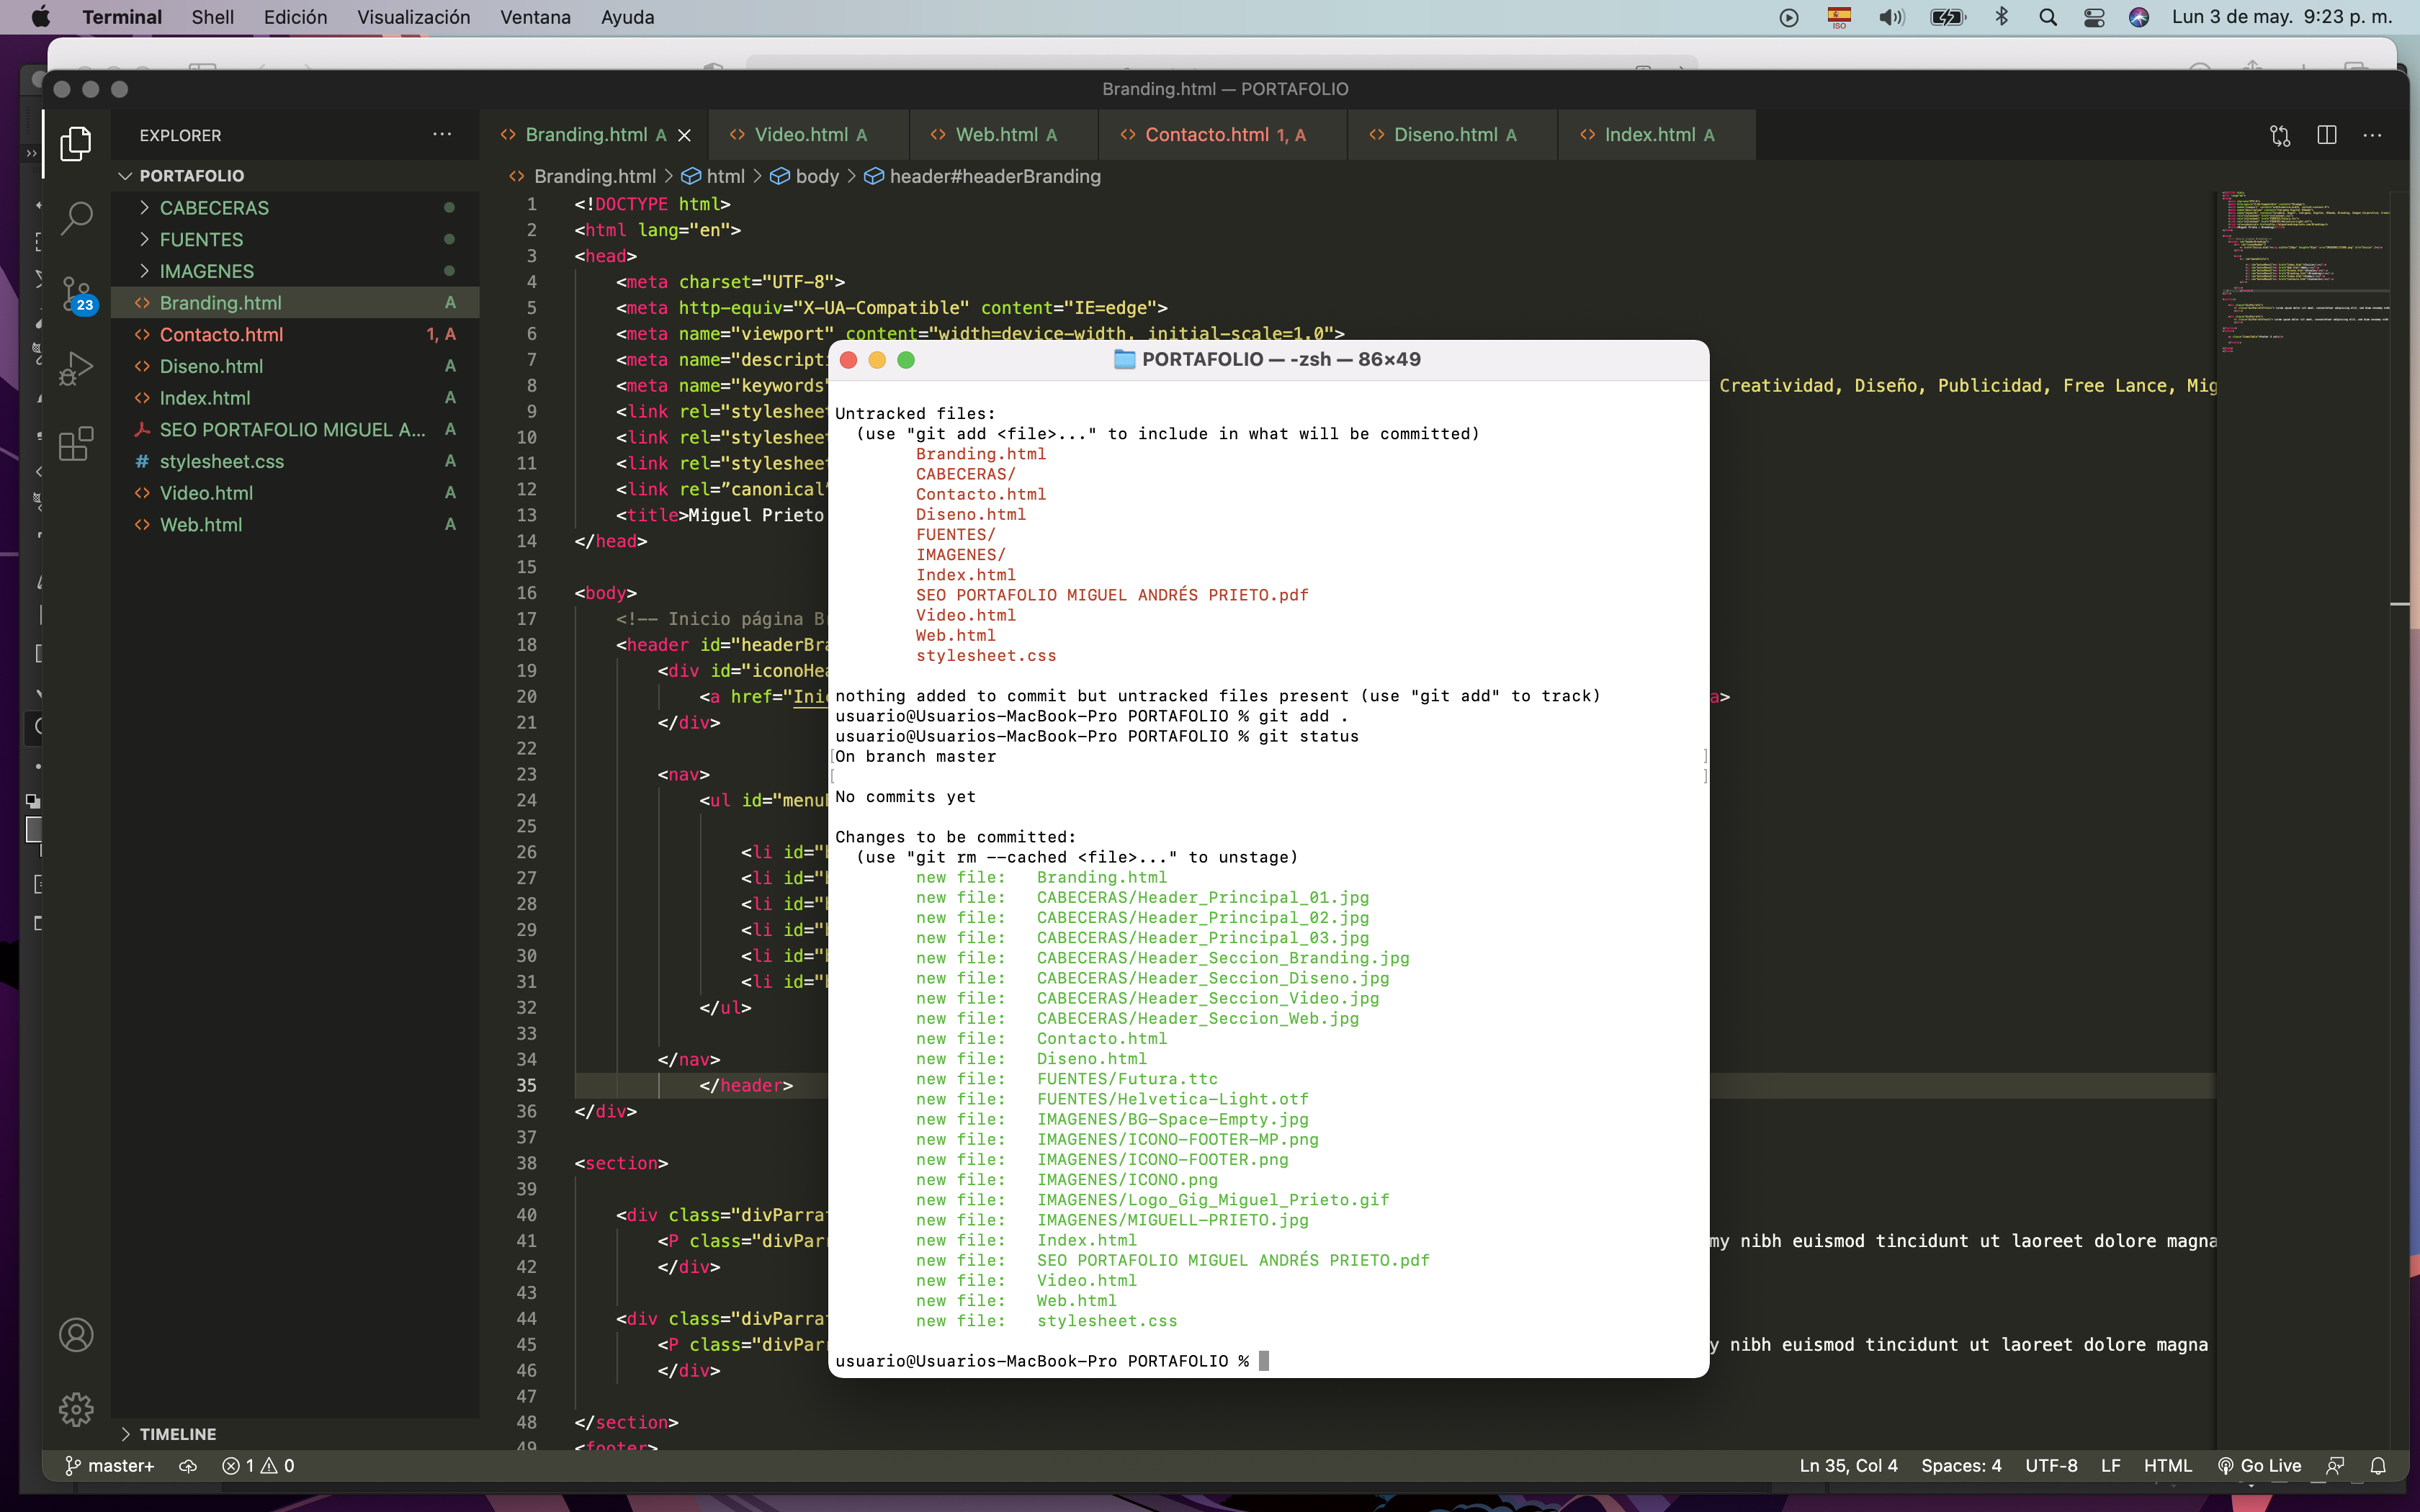 Terminal Shell Edición Visualización Ventana Ayuda
ISO
Lun 3 de may. 9:23 p. m.
Branding.html — PORTAFOLIO
EXPLORER
Branding.html A
Video.html A
Web.html A
Contacto.html 1, A
Diseno.html A
Index.html A
PORTAFOLIO
Branding.html > html > body > header#headerBranding
CABECERAS
FUENTES
IMAGENES
Branding.html A
Contacto.html 1, A
Diseno.html A
Index.html A
SEO PORTAFOLIO MIGUEL A... A
stylesheet.css A
Video.html A
Web.html A
23
TIMELINE
1 <!DOCTYPE html>
2 <html lang="en">
3 <head>
4 <meta charset="UTF-8">
5 <meta http-equiv="X-UA-Compatible" content="IE=edge">
6 <meta name="viewport" content="width=device-width, initial-scale=1.0">
7 <meta name="descripti
8 <meta name="keywords" Creatividad, Diseño, Publicidad, Free Lance, Mig
9 <link rel="styleshee
10 <link rel="styleshee
11 <link rel="styleshee
12 <link rel=”canonical”
13 <title>Miguel Prieto
14 </head>
15
16 <body>
17 <!-- Inicio página B
18 <header id="headerBra
19 <div id="iconoHea
20 <a href="Inic a>
21 </div>
22
23 <nav>
24 <ul id="menu
25
26 <li id="
27 <li id="
28 <li id="
29 <li id="
30 <li id="
31 <li id="
32 </ul>
33
34 </nav>
35 </header>
36 </div>
37
38 <section>
39
40 <div class="divParra
41 <P class="divPar my nibh euismod tincidunt ut laoreet dolore magna
42 </div>
43
44 <div class="divParra
45 <P class="divPar y nibh euismod tincidunt ut laoreet dolore magna
46 </div>
47
48 </section>
49 <footer>
PORTAFOLIO — -zsh — 86×49
Untracked files:
(use "git add <file>..." to include in what will be committed)
Branding.html
CABECERAS/
Contacto.html
Diseno.html
FUENTES/
IMAGENES/
Index.html
SEO PORTAFOLIO MIGUEL ANDRÉS PRIETO.pdf
Video.html
Web.html
stylesheet.css
nothing added to commit but untracked files present (use "git add" to track)
usuario@Usuarios-MacBook-Pro PORTAFOLIO % git add .
usuario@Usuarios-MacBook-Pro PORTAFOLIO % git status
[On branch master ]
[ ]
No commits yet
Changes to be committed:
(use "git rm --cached <file>..." to unstage)
new file: Branding.html
new file: CABECERAS/Header_Principal_01.jpg
new file: CABECERAS/Header_Principal_02.jpg
new file: CABECERAS/Header_Principal_03.jpg
new file: CABECERAS/Header_Seccion_Branding.jpg
new file: CABECERAS/Header_Seccion_Diseno.jpg
new file: CABECERAS/Header_Seccion_Video.jpg
new file: CABECERAS/Header_Seccion_Web.jpg
new file: Contacto.html
new file: Diseno.html
new file: FUENTES/Futura.ttc
new file: FUENTES/Helvetica-Light.otf
new file: IMAGENES/BG-Space-Empty.jpg
new file: IMAGENES/ICONO-FOOTER-MP.png
new file: IMAGENES/ICONO-FOOTER.png
new file: IMAGENES/ICONO.png
new file: IMAGENES/Logo_Gig_Miguel_Prieto.gif
new file: IMAGENES/MIGUELL-PRIETO.jpg
new file: Index.html
new file: SEO PORTAFOLIO MIGUEL ANDRÉS PRIETO.pdf
new file: Video.html
new file: Web.html
new file: stylesheet.css
usuario@Usuarios-MacBook-Pro PORTAFOLIO %
master+ 1 0 Ln 35, Col 4 Spaces: 4 UTF-8 LF HTML Go Live